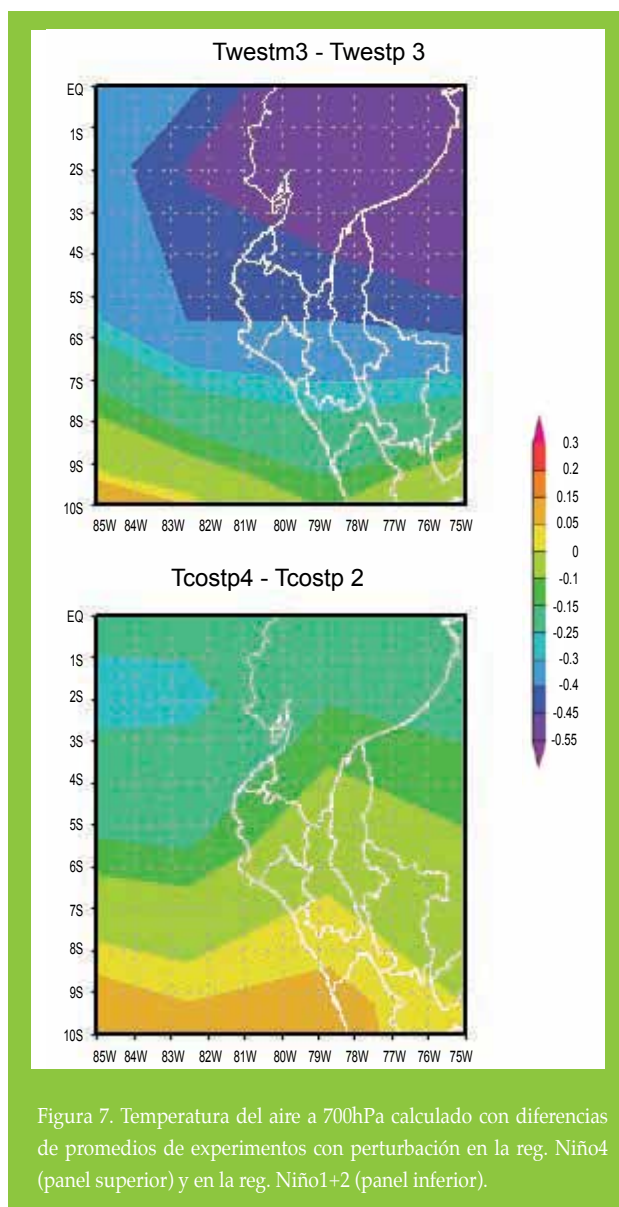 Twestm3 - Twestp 3
EQ
1S
2S
3S
4S
5S
6S
7S
8S
9S
10S
85W 84W 83W 82W 81W 80W 79W 78W 77W 76W 75W
0.3
0.2
0.15
0.05
0
-0.1
-0.15
-0.25
-0.3
-0.4
-0.45
-0.55
Tcostp4 - Tcostp 2
EQ
1S
2S
3S
4S
5S
6S
7S
8S
9S
10S
85W 84W 83W 82W 81W 80W 79W 78W 77W 76W 75W
Figura 7. Temperatura del aire a 700hPa calculado con diferencias
de promedios de experimentos con perturbación en la reg. Niño4
(panel superior) y en la reg. Niño1+2 (panel inferior).